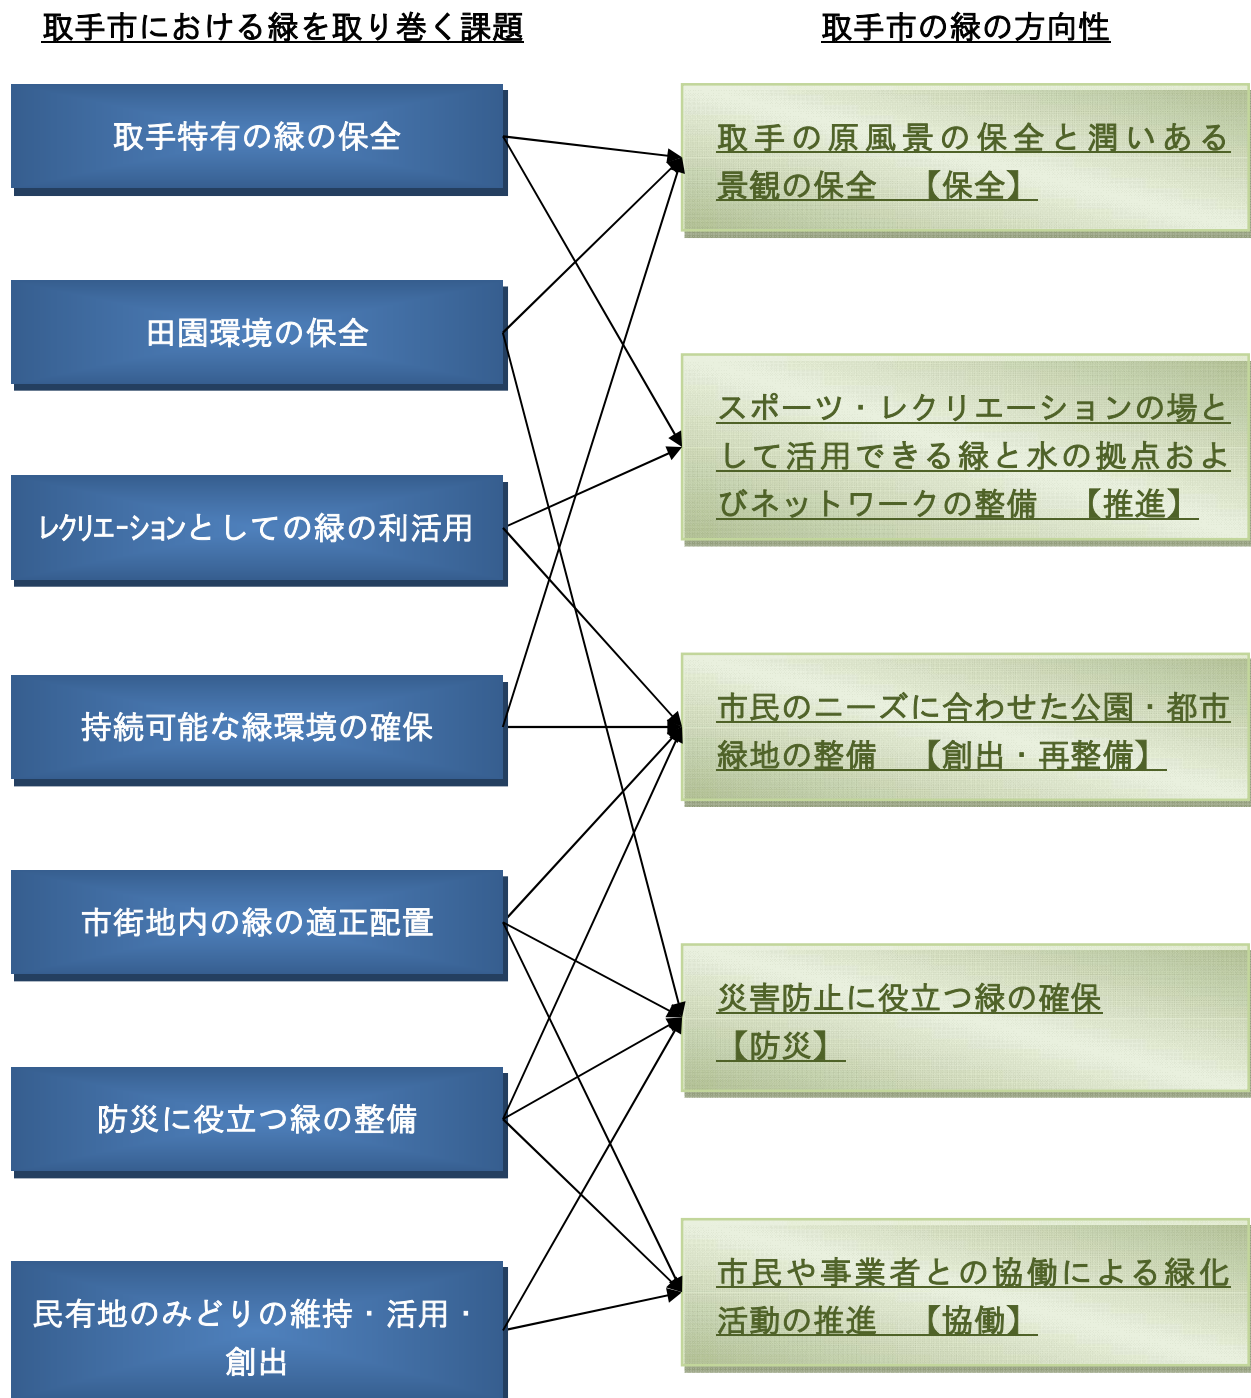 取手市における緑を取り巻く課題
取手特有の緑の保全
田園環境の保全
ﾚｸﾘｴｰｼｮﾝとしての緑の利活用
持続可能な緑環境の確保
市街地内の緑の適正配置
防災に役立つ緑の整備
民有地のみどりの維持・活用・
創出
取手市の緑の方向性
取手の原風景の保全と潤いある
景観の保全　【保全】
スポーツ・レクリエーションの場と
して活用できる緑と水の拠点およ
びネットワークの整備　【推進】
市民のニーズに合わせた公園・都市
緑地の整備　【創出・再整備】
災害防止に役立つ緑の確保
【防災】
市民や事業者との協働による緑化
活動の推進　【協働】